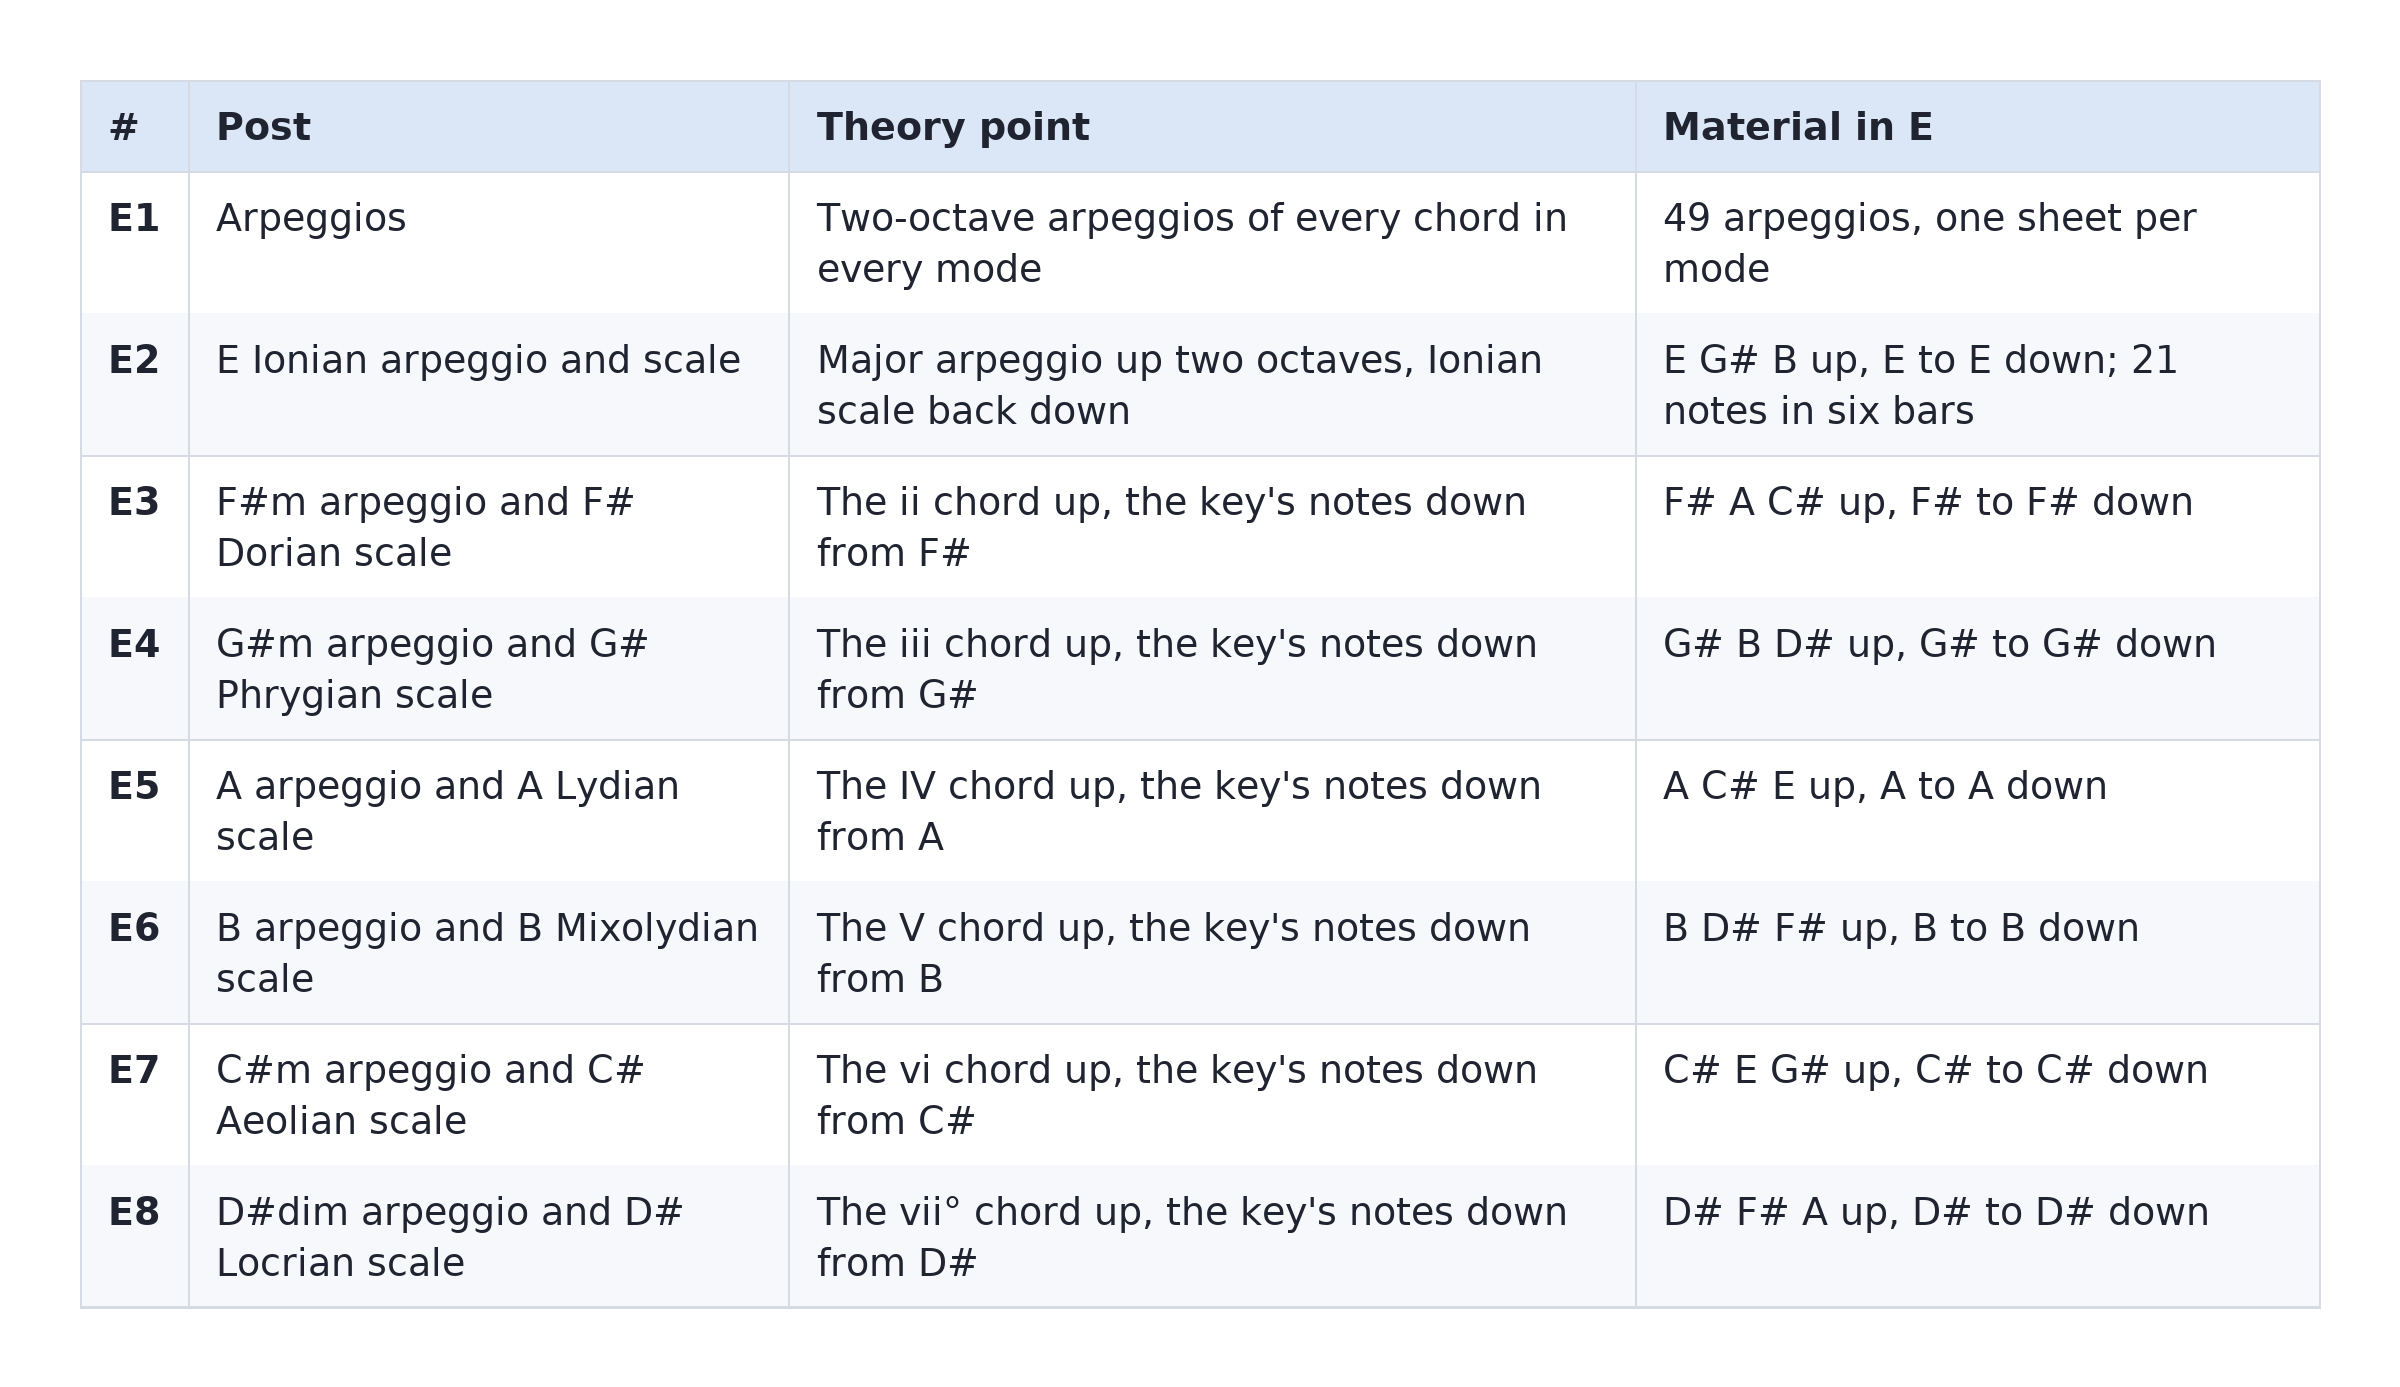 # Post Theory point Material in E
E1 Arpeggios Two-octave arpeggios of every chord in 49 arpeggios, one sheet per
every mode mode
E2 E Ionian arpeggio and scale Major arpeggio up two octaves, Ionian E G# B up, E to E down; 21
scale back down notes in six bars
E3 F#m arpeggio and F# The ii chord up, the key's notes down F# A C# up, F# to F# down
Dorian scale from F#
E4 G#m arpeggio and G# The iii chord up, the key's notes down G# B D# up, G# to G# down
Phrygian scale from G#
E5 A arpeggio and A Lydian The IV chord up, the key's notes down A C# E up, A to A down
scale from A
E6 B arpeggio and B Mixolydian The V chord up, the key's notes down B D# F# up, B to B down
scale from B
E7 C#m arpeggio and C# The vi chord up, the key's notes down C# E G# up, C# to C# down
Aeolian scale from C#
E8 D#dim arpeggio and D# The vii° chord up, the key's notes down D# F# A up, D# to D# down
Locrian scale from D#